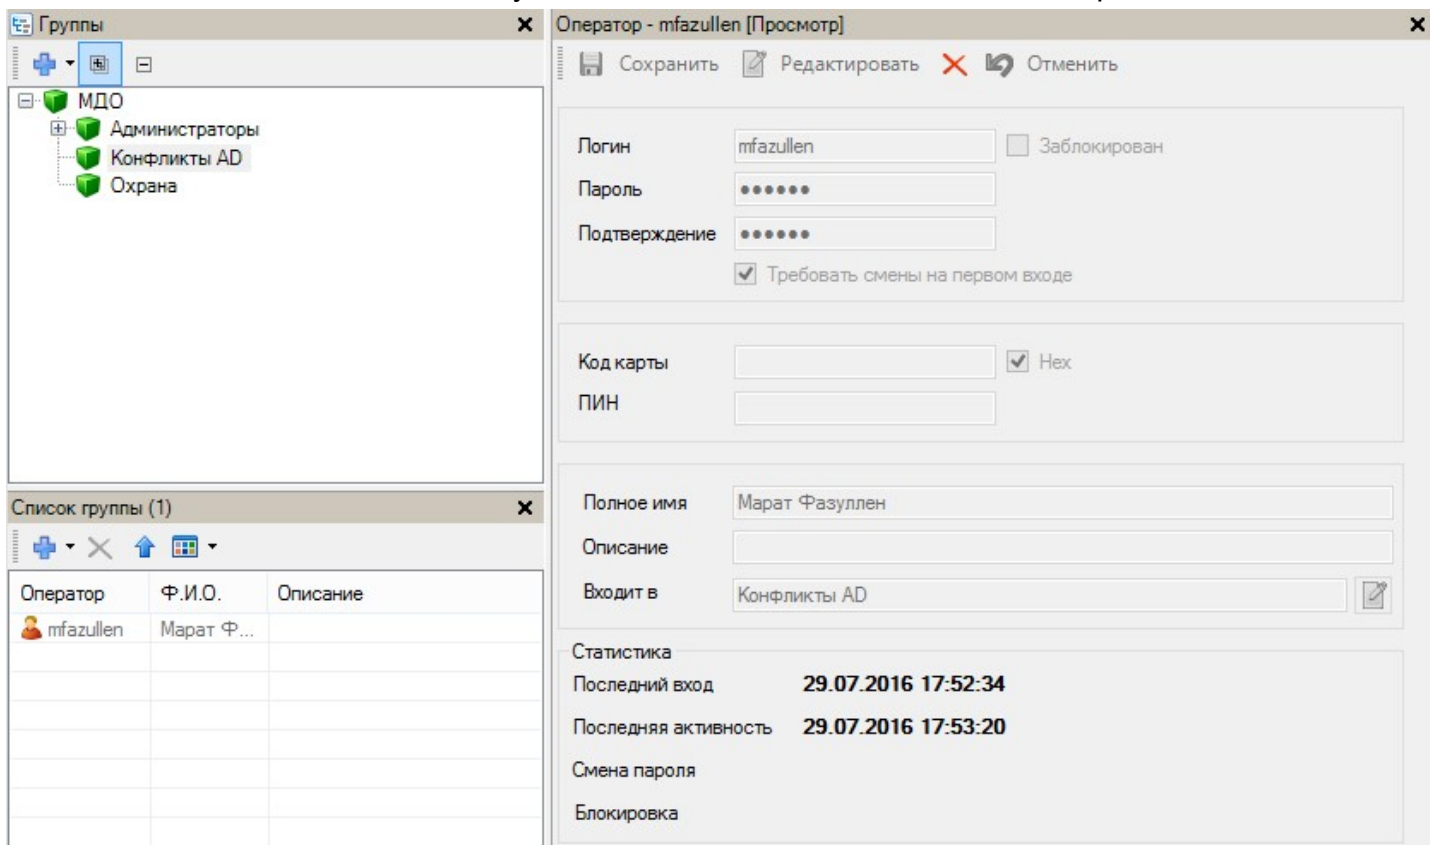 Группы
МДО
Администраторы
Конфликты AD
Охрана
Список группы (1)
Оператор Ф.И.О. Описание
mfazullen Марат Ф...
Оператор - mfazullen [Просмотр]
Сохранить Редактировать Отменить
Логин mfazullen Заблокирован
Пароль
Подтверждение
Требовать смены на первом входе
Код карты Hex
ПИН
Полное имя Марат Фазуллен
Описание
Входит в Конфликты AD
Статистика
Последний вход 29.07.2016 17:52:34
Последняя активность 29.07.2016 17:53:20
Смена пароля
Блокировка